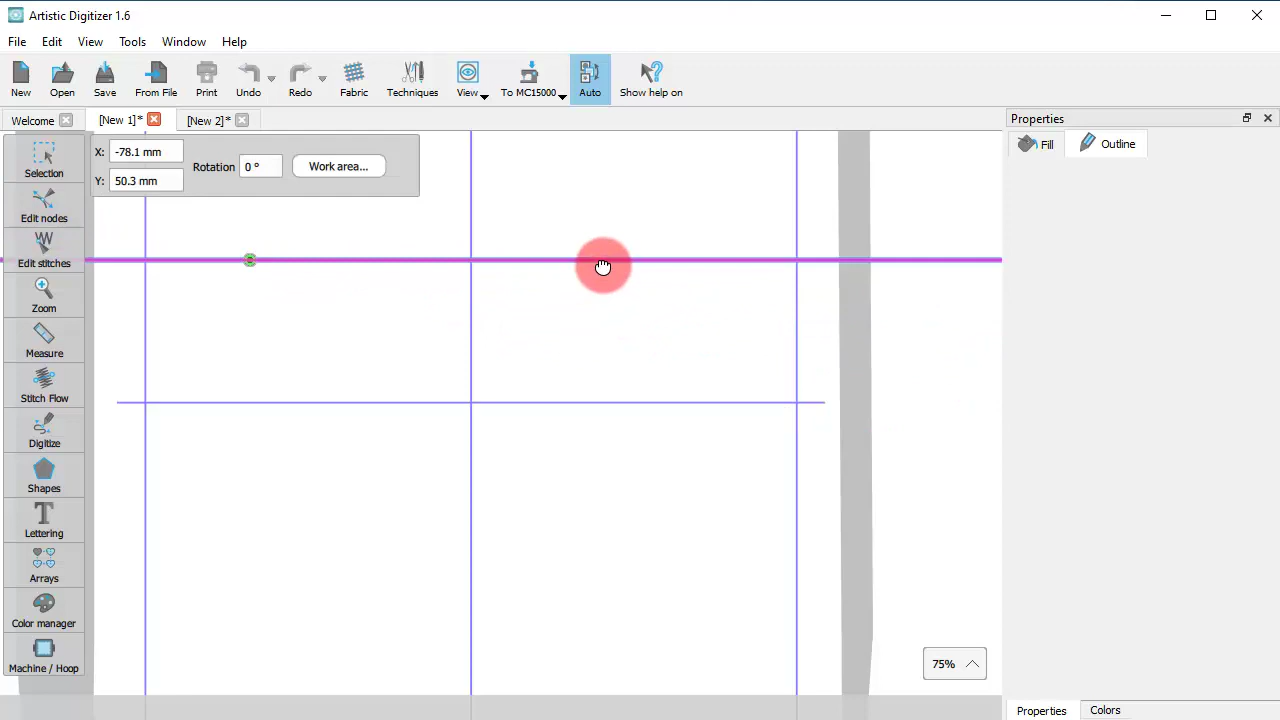 Artistic Digitizer 1.6
File Edit View Tools Window Help
New Open Save From File Print Undo Redo Fabric Techniques View To MC15000 Auto Show help on
Welcome [New 1]* [New 2]*
Properties
X: -78.1 mm
Y: 50.3 mm
Rotation 0 °
Work area...
Fill Outline
Selection
Edit nodes
Edit stitches
Zoom
Measure
Stitch Flow
Digitize
Shapes
Lettering
Arrays
Color manager
Machine / Hoop
75%
Properties Colors